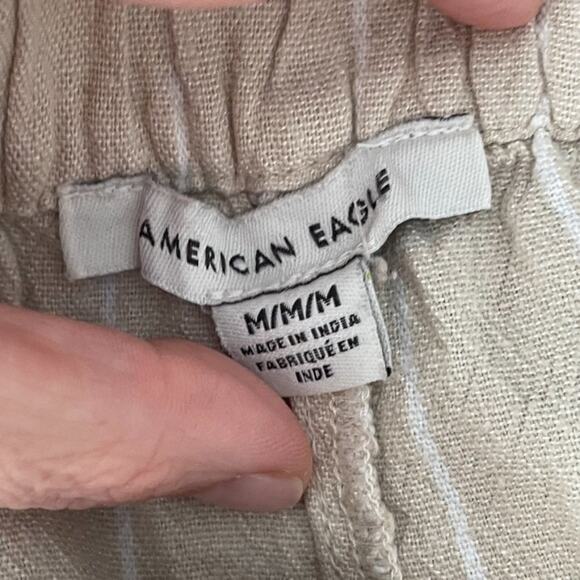 AMERICAN EAGLE
M/M/M
MADE IN INDIA
FABRIQUÉ EN
INDE